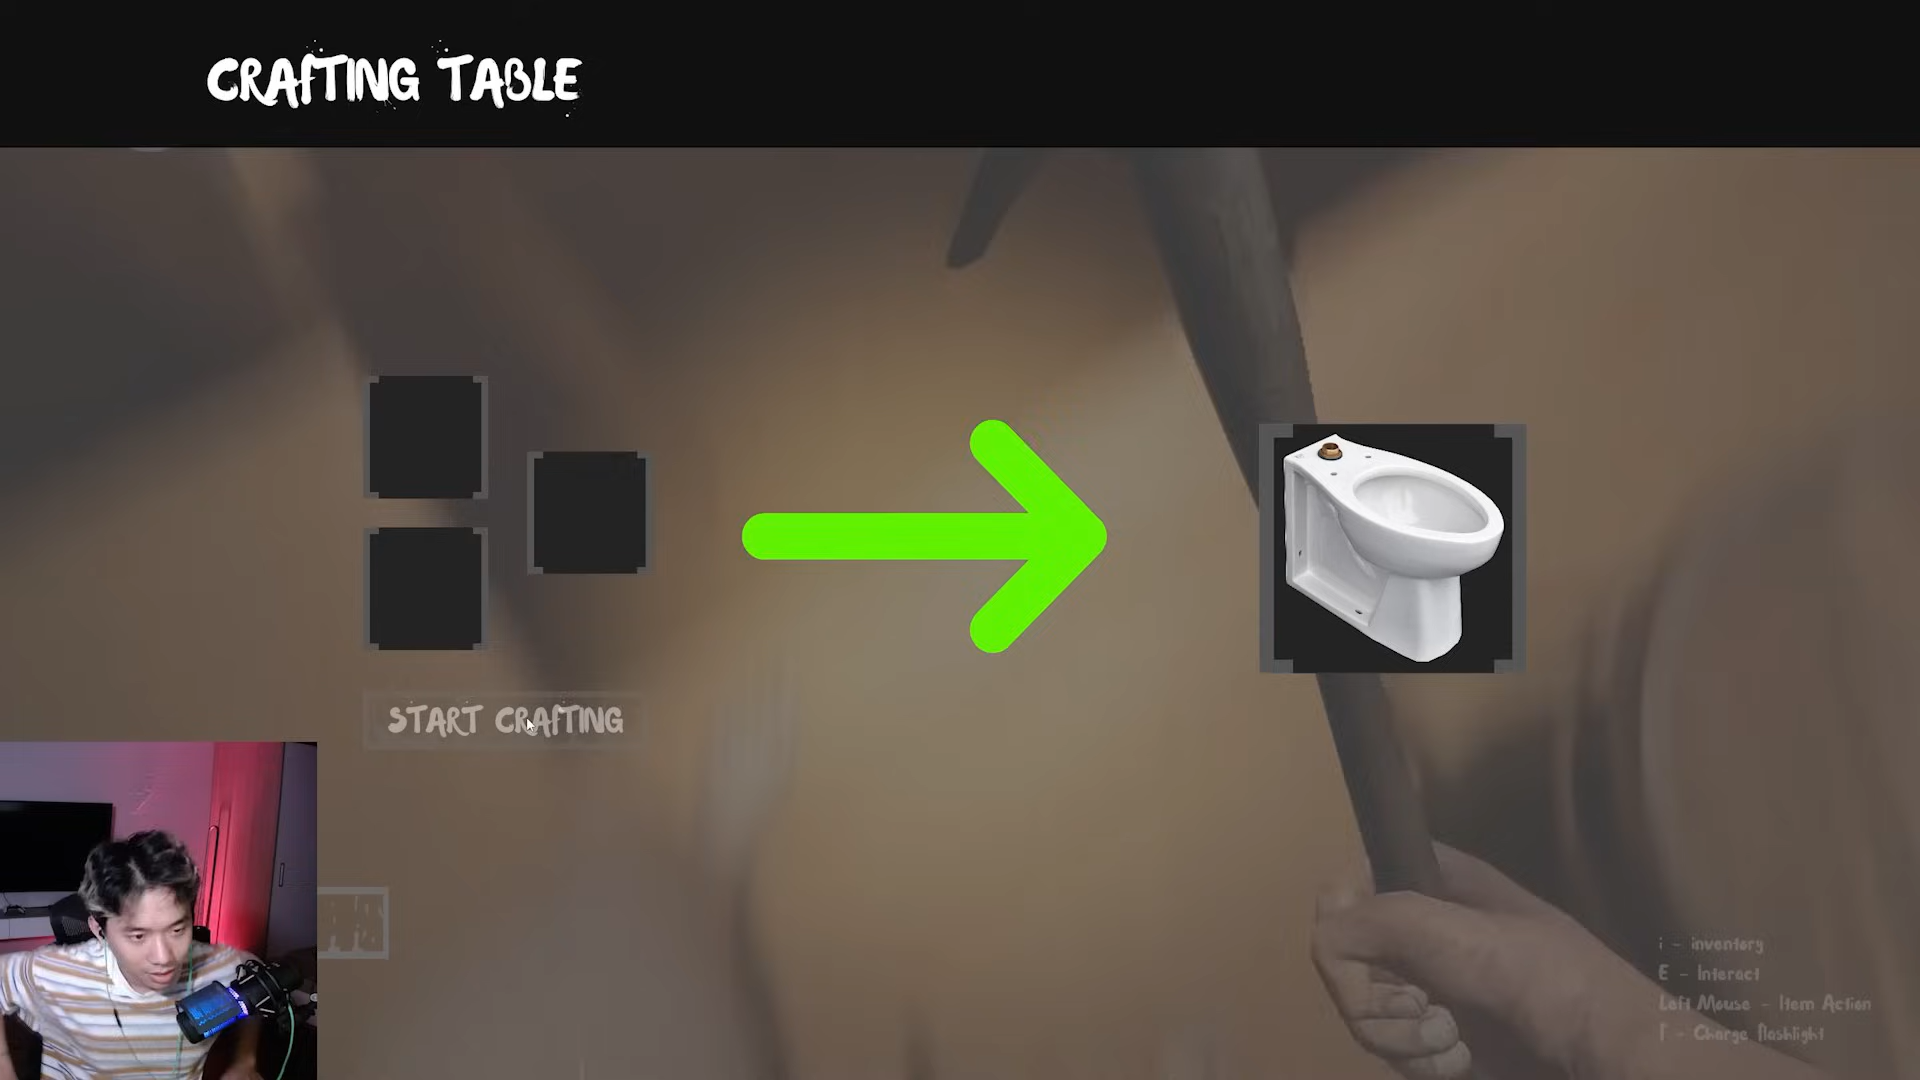 CRAfTING TABLE
START CRAfTING
i - inventory
E - Interact
Left Mouse - Item Action
f - Charge flashlight